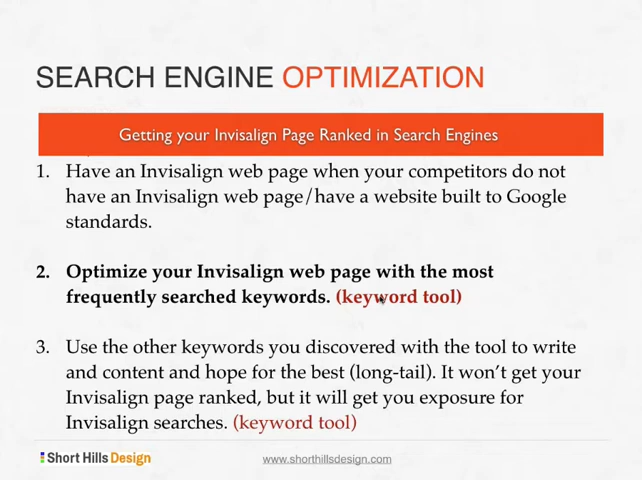 SEARCH ENGINE OPTIMIZATION
Getting your Invisalign Page Ranked in Search Engines
1. Have an Invisalign web page when your competitors do not
have an Invisalign web page/have a website built to Google
standards.
2. Optimize your Invisalign web page with the most
frequently searched keywords. (keyword tool)
3. Use the other keywords you discovered with the tool to write
and content and hope for the best (long-tail). It won't get your
Invisalign page ranked, but it will get you exposure for
Invisalign searches. (keyword tool)
Short Hills Design
www.shorthillsdesign.com